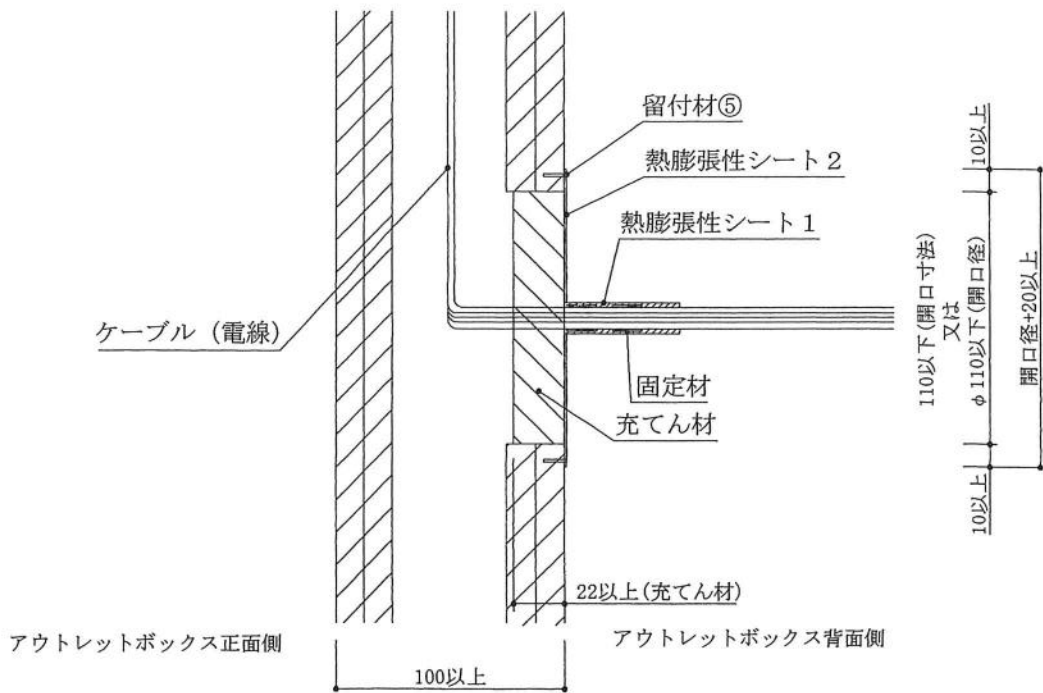 留付材⑤
熱膨張性シート2
熱膨張性シート1
ケーブル（電線）
固定材
充てん材
10以上
110以下(開口寸法)
又は
φ110以下(開口径)
開口径+20以上
10以上
22以上(充てん材)
アウトレットボックス正面側
アウトレットボックス背面側
100以上